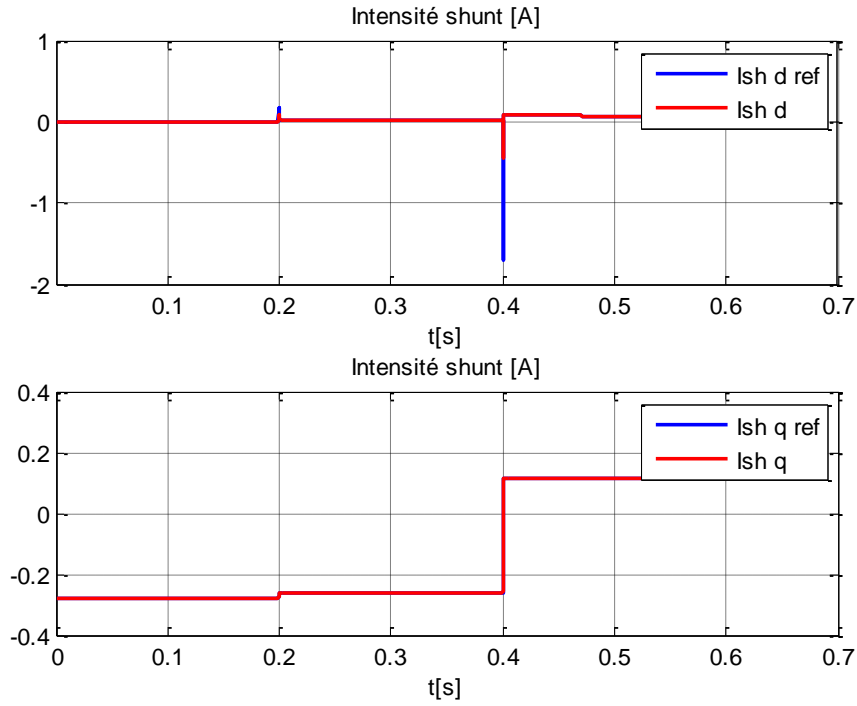 Intensité shunt [A]
1
0
-1
-2
Ish d ref
Ish d
0.1 0.2 0.3 0.4 0.5 0.6 0.7
t[s]
Intensité shunt [A]
0.4
0.2
0
-0.2
-0.4
Ish q ref
Ish q
0 0.1 0.2 0.3 0.4 0.5 0.6 0.7
t[s]